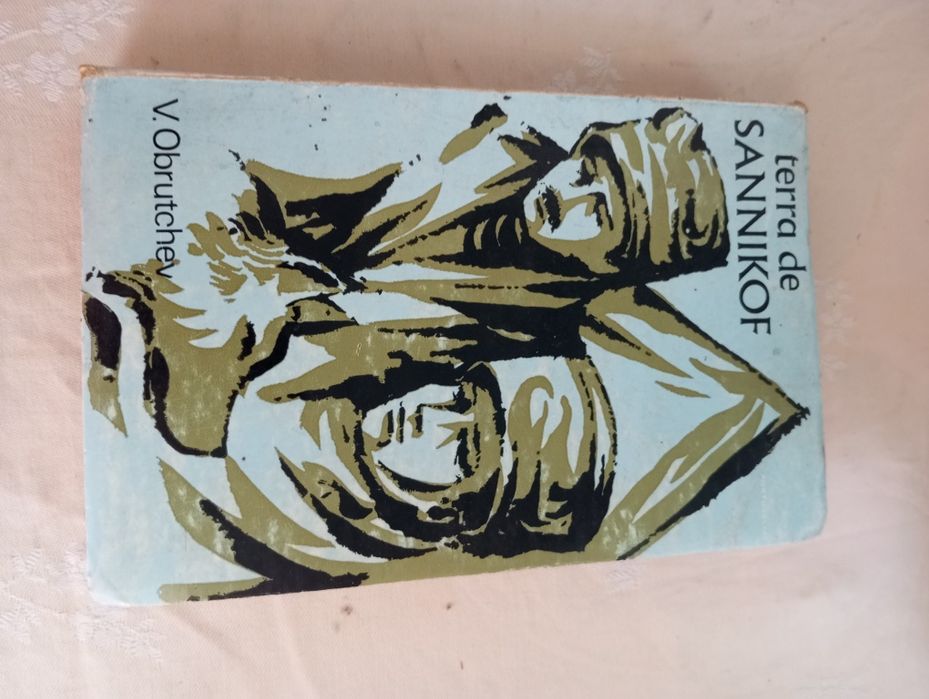 terra de
SANNIKOF
V. Obrutchev